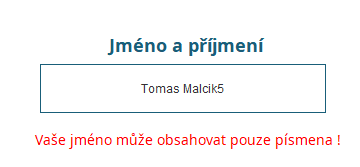 Jméno a příjmení
Tomas Malcik5
Vaše jméno může obsahovat pouze písmena !